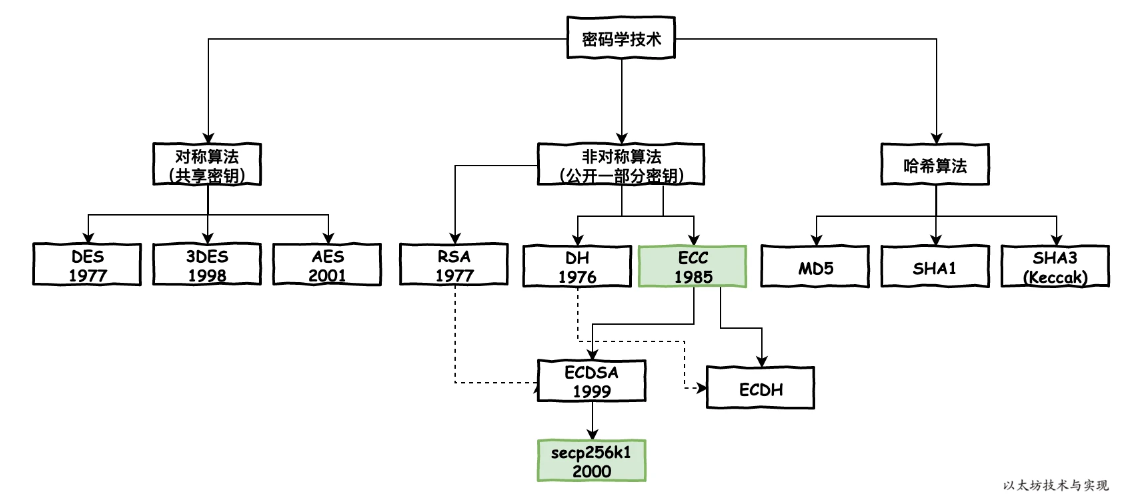 密码学技术
对称算法
(共享密钥)
非对称算法
(公开一部分密钥)
哈希算法
DES
1977
3DES
1998
AES
2001
RSA
1977
DH
1976
ECC
1985
MD5
SHA1
SHA3
(Keccak)
ECDSA
1999
ECDH
secp256k1
2000
以太坊技术与实现